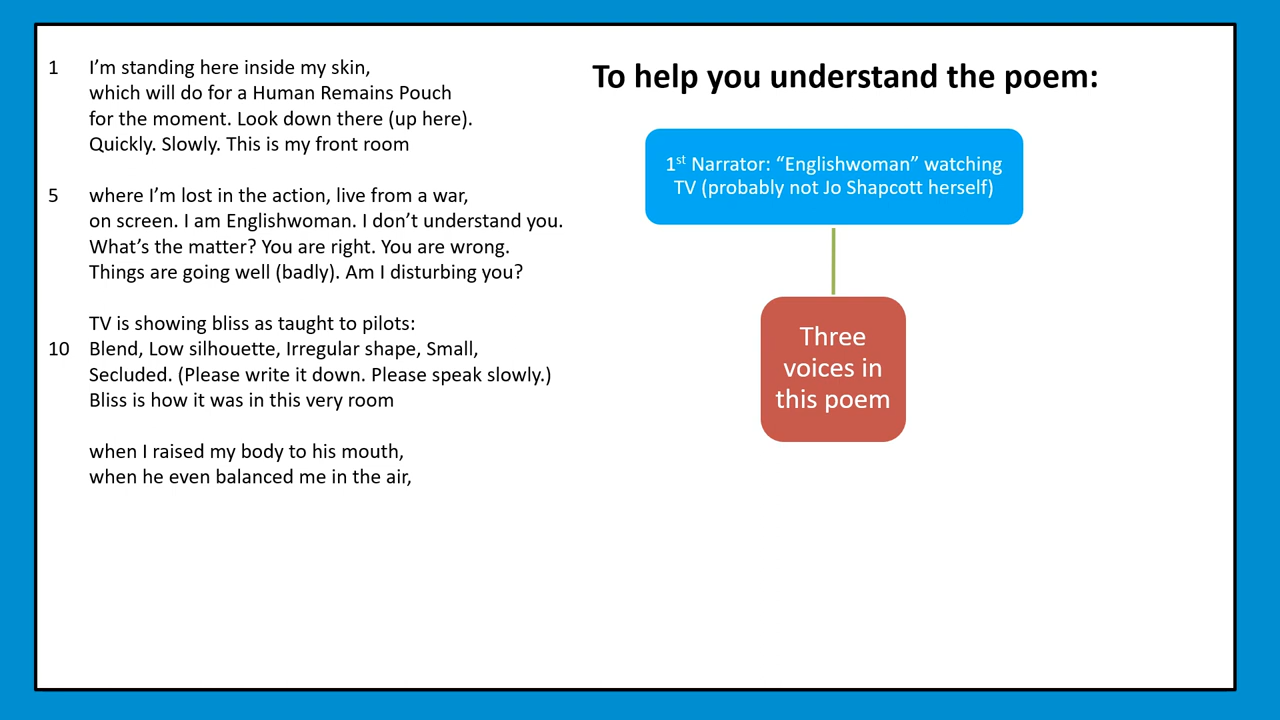 1 I’m standing here inside my skin,
which will do for a Human Remains Pouch
for the moment. Look down there (up here).
Quickly. Slowly. This is my front room
5 where I’m lost in the action, live from a war,
on screen. I am Englishwoman. I don’t understand you.
What’s the matter? You are right. You are wrong.
Things are going well (badly). Am I disturbing you?
TV is showing bliss as taught to pilots:
10 Blend, Low silhouette, Irregular shape, Small,
Secluded. (Please write it down. Please speak slowly.)
Bliss is how it was in this very room
when I raised my body to his mouth,
when he even balanced me in the air,
To help you understand the poem:
1st Narrator: “Englishwoman” watching
TV (probably not Jo Shapcott herself)
Three
voices in
this poem